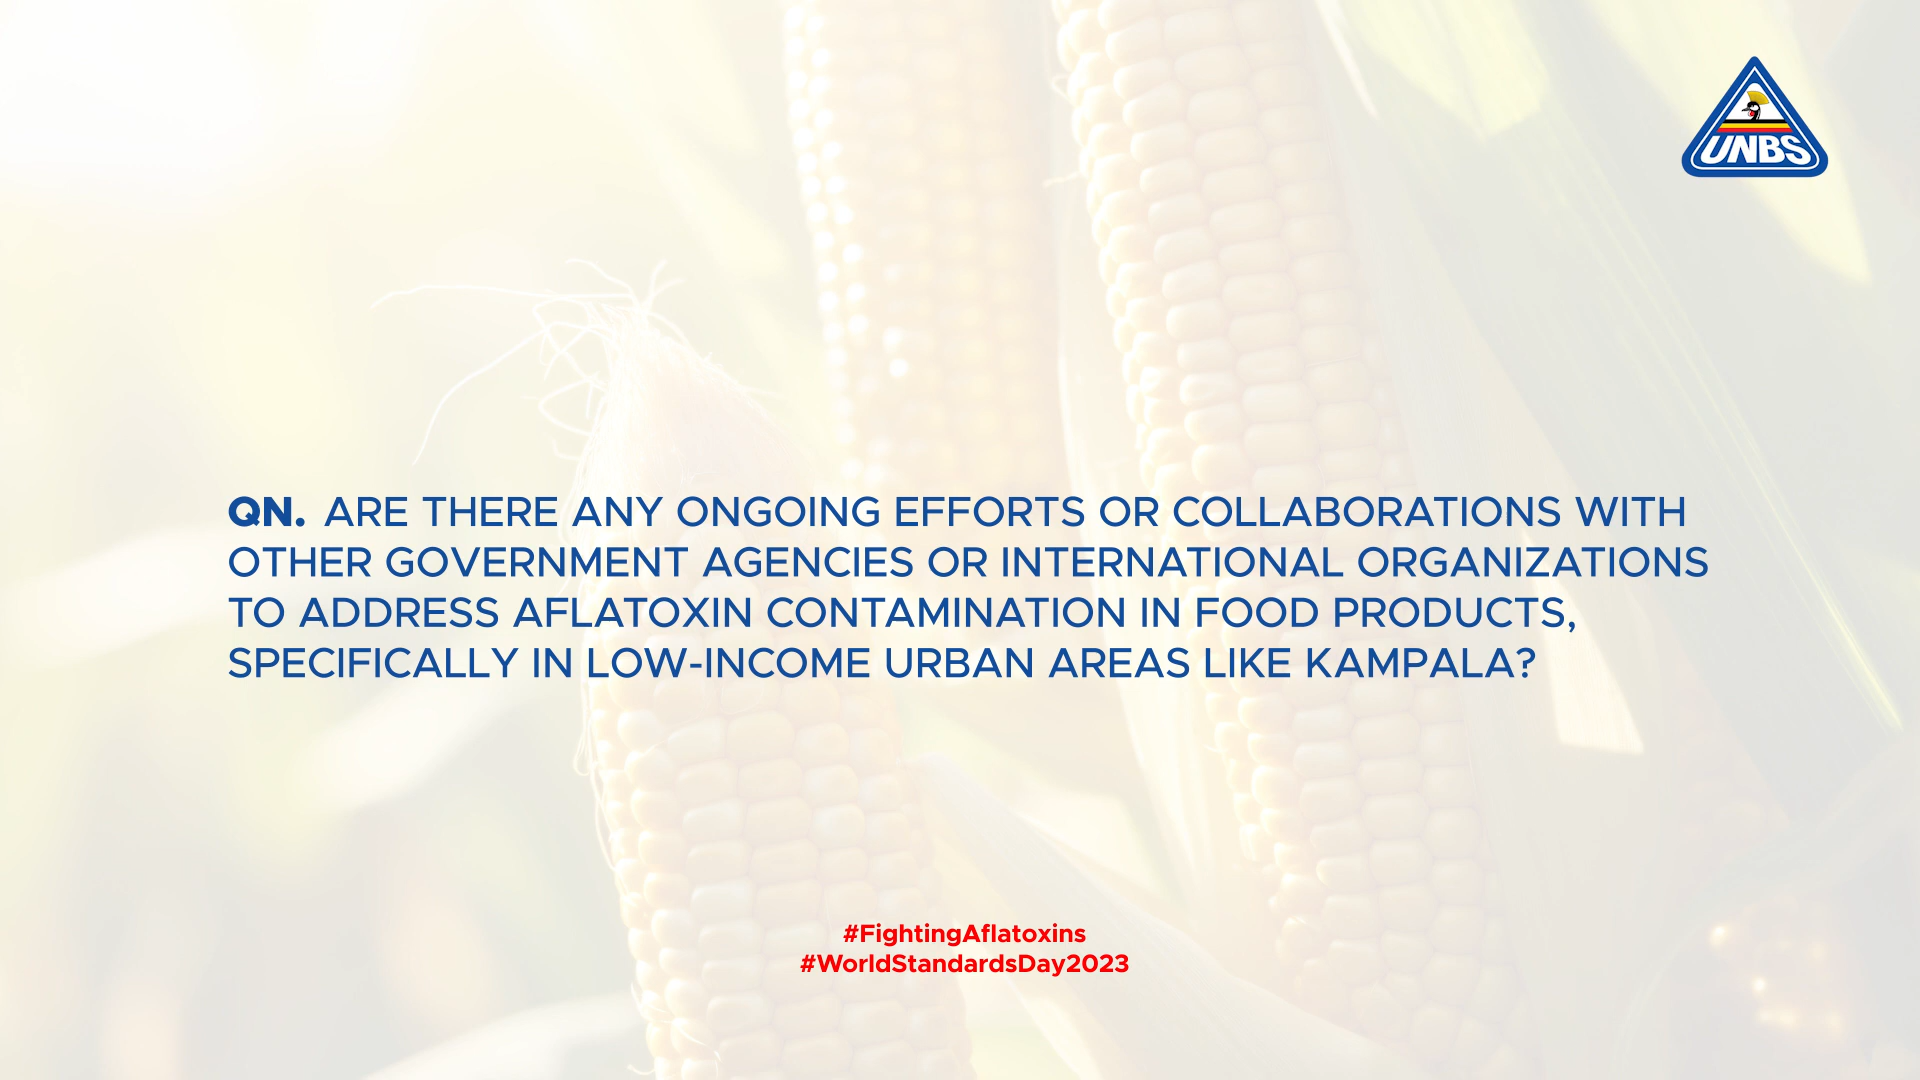 UNBS
QN. ARE THERE ANY ONGOING EFFORTS OR COLLABORATIONS WITH
OTHER GOVERNMENT AGENCIES OR INTERNATIONAL ORGANIZATIONS
TO ADDRESS AFLATOXIN CONTAMINATION IN FOOD PRODUCTS,
SPECIFICALLY IN LOW-INCOME URBAN AREAS LIKE KAMPALA?
#FightingAflatoxins
#WorldStandardsDay2023